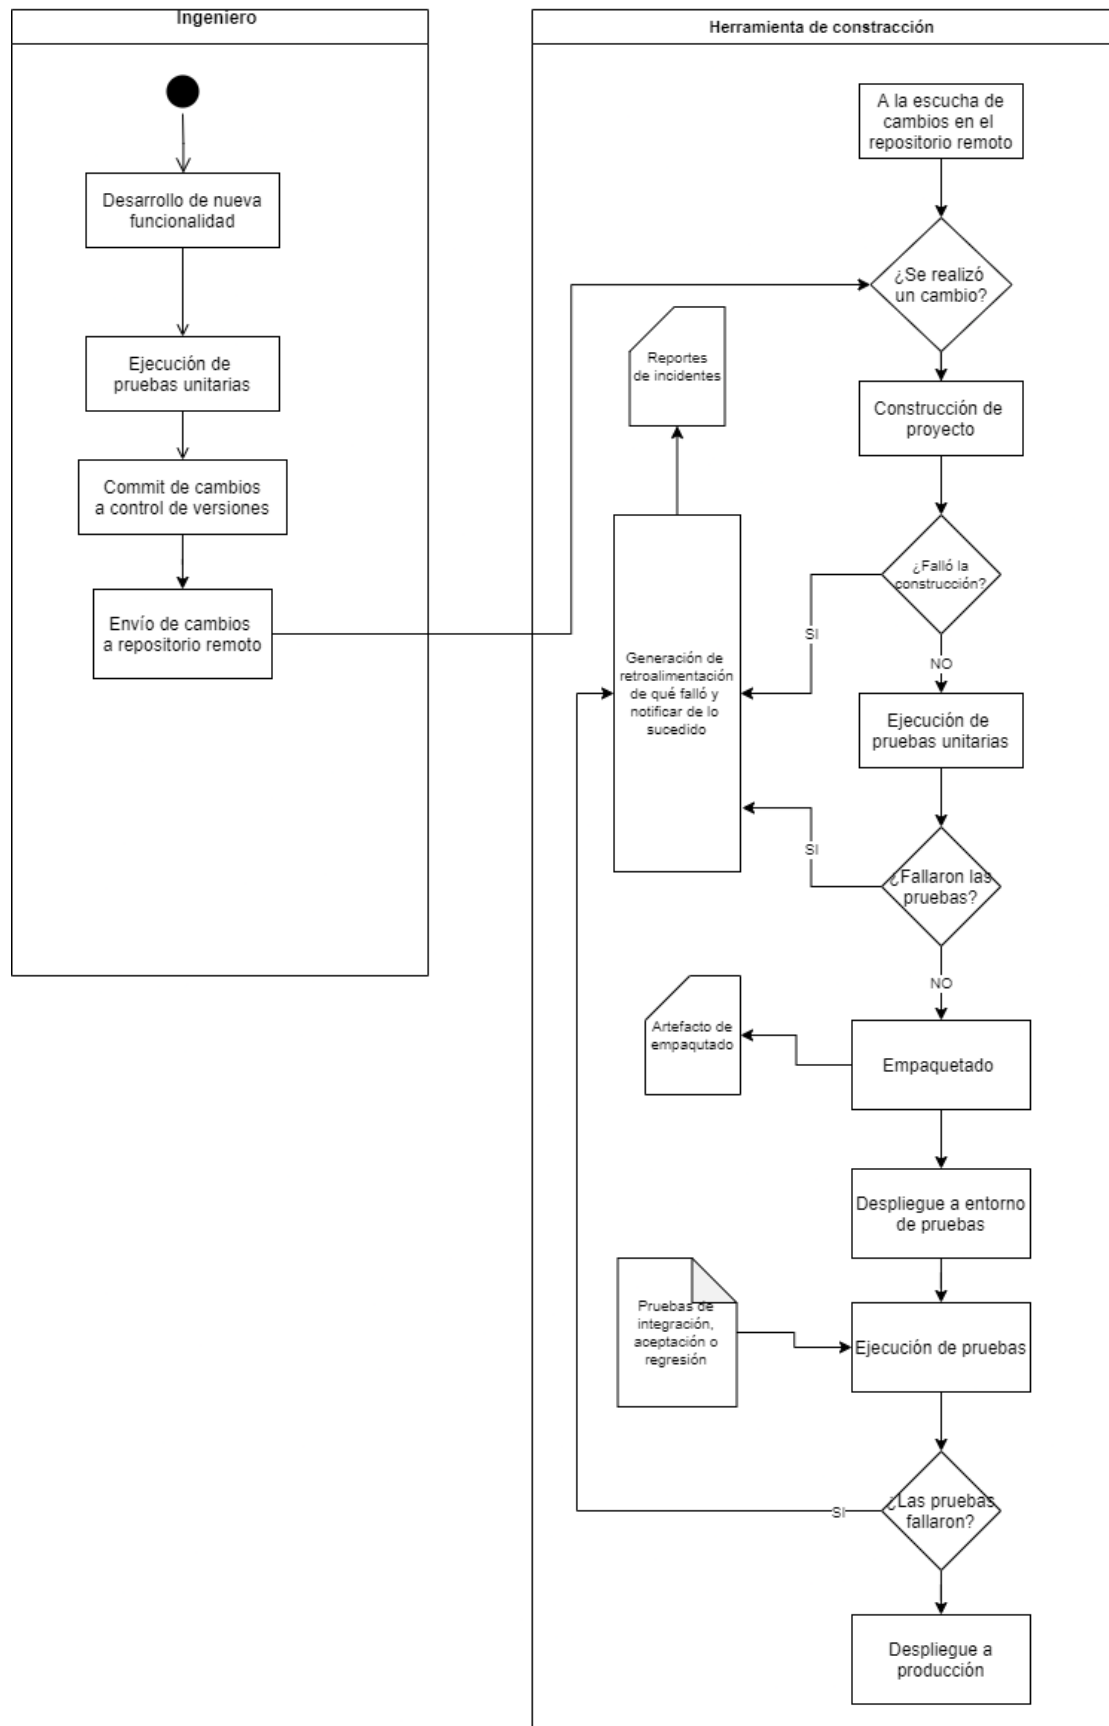 Ingeniero
Desarrollo de nueva
funcionalidad
Ejecución de
pruebas unitarias
Commit de cambios
a control de versiones
Envío de cambios
a repositorio remoto
Herramienta de constracción
A la escucha de
cambios en el
repositorio remoto
¿Se realizó
un cambio?
Reportes
de incidentes
Construcción de
proyecto
¿Falló la
construcción?
SI
NO
Generación de
retroalimentación
de qué falló y
notificar de lo
sucedido
Ejecución de
pruebas unitarias
SI
¿Fallaron las
pruebas?
NO
Artefacto de
empaqutado
Empaquetado
Despliegue a entorno
de pruebas
Pruebas de
integración,
aceptación o
regresión
Ejecución de pruebas
¿Las pruebas
fallaron?
SI
Despliegue a
producción